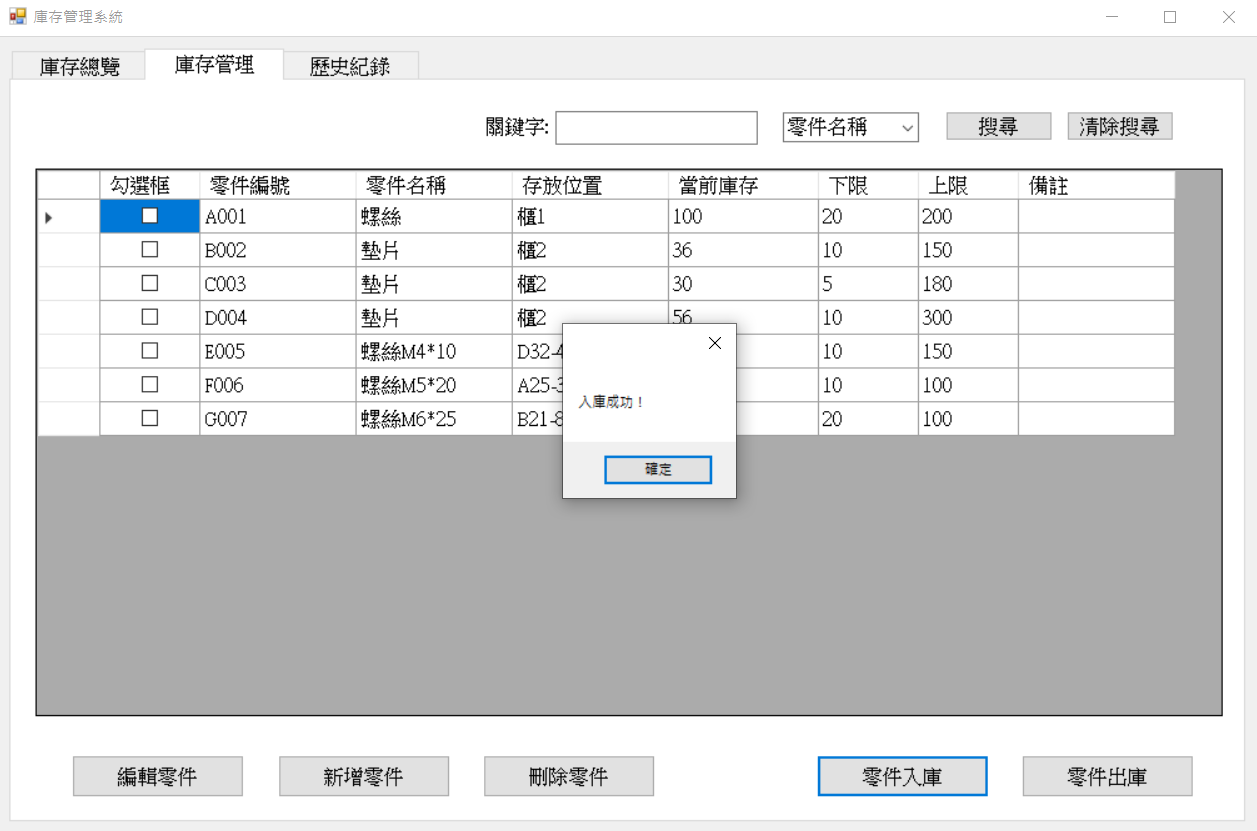 庫存管理系統
庫存總覽 庫存管理 歷史紀錄
關鍵字: 零件名稱 搜尋 清除搜尋
勾選框 零件編號 零件名稱 存放位置 當前庫存 下限 上限 備註
A001 螺絲 櫃1 100 20 200
B002 墊片 櫃2 36 10 150
C003 墊片 櫃2 30 5 180
D004 墊片 櫃2 56 10 300
E005 螺絲M4*10 D32-4 10 150
F006 螺絲M5*20 A25-3 10 100
G007 螺絲M6*25 B21-8 20 100
入庫成功！
確定
編輯零件 新增零件 刪除零件 零件入庫 零件出庫